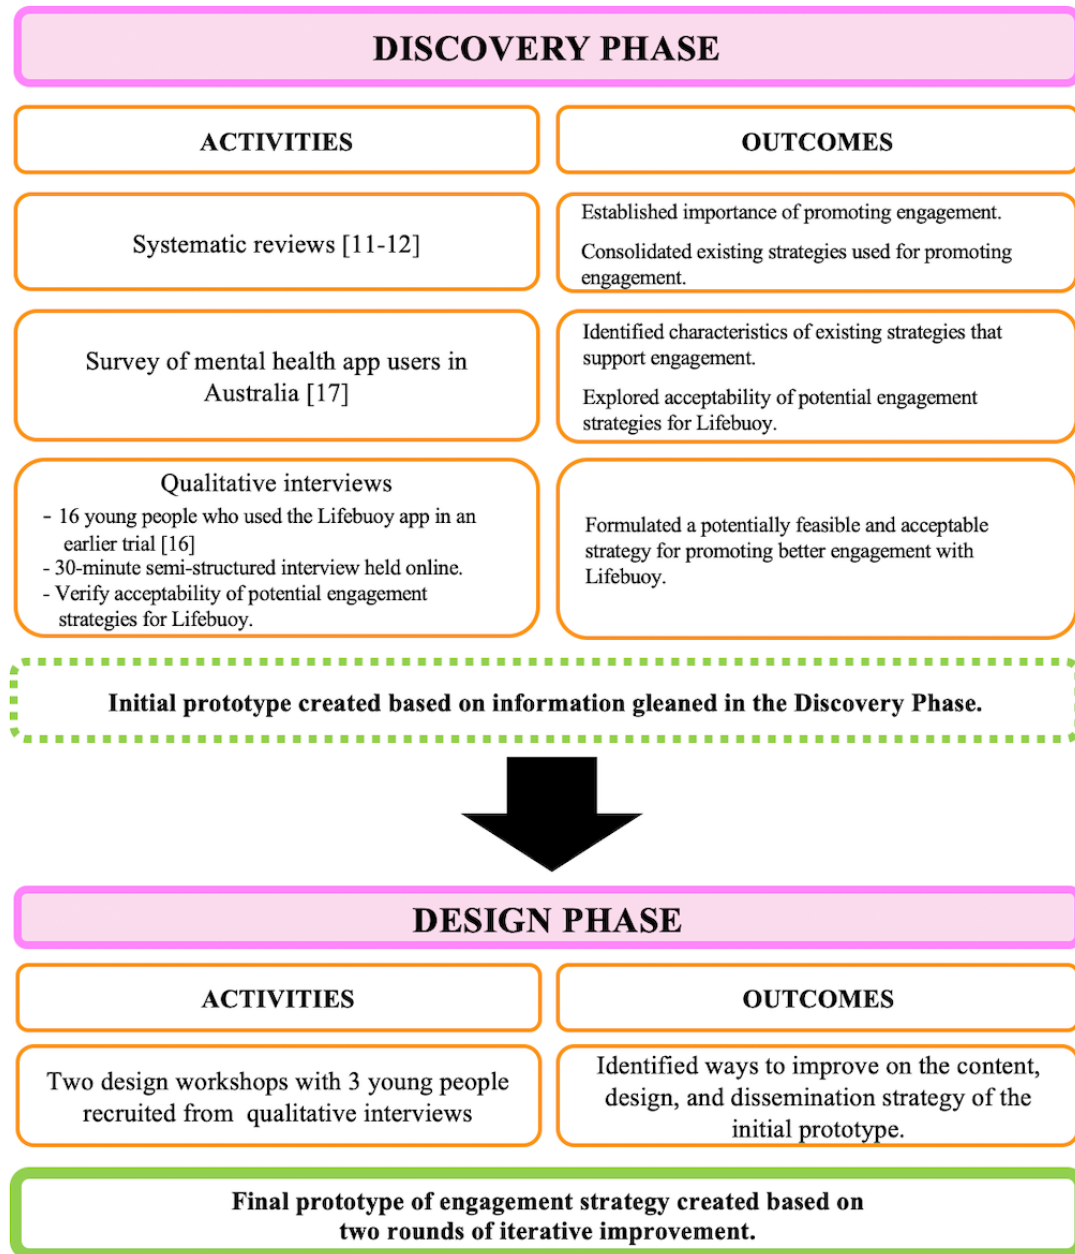 DISCOVERY PHASE
ACTIVITIES
OUTCOMES
Systematic reviews [11-12]
Established importance of promoting engagement.
Consolidated existing strategies used for promoting
engagement.
Survey of mental health app users in
Australia [17]
Identified characteristics of existing strategies that
support engagement.
Explored acceptability of potential engagement
strategies for Lifebuoy.
Qualitative interviews
- 16 young people who used the Lifebuoy app in an
earlier trial [16]
- 30-minute semi-structured interview held online.
- Verify acceptability of potential engagement
strategies for Lifebuoy.
Formulated a potentially feasible and acceptable
strategy for promoting better engagement with
Lifebuoy.
Initial prototype created based on information gleaned in the Discovery Phase.
DESIGN PHASE
ACTIVITIES
OUTCOMES
Two design workshops with 3 young people
recruited from qualitative interviews
Identified ways to improve on the content,
design, and dissemination strategy of the
initial prototype.
Final prototype of engagement strategy created based on
two rounds of iterative improvement.